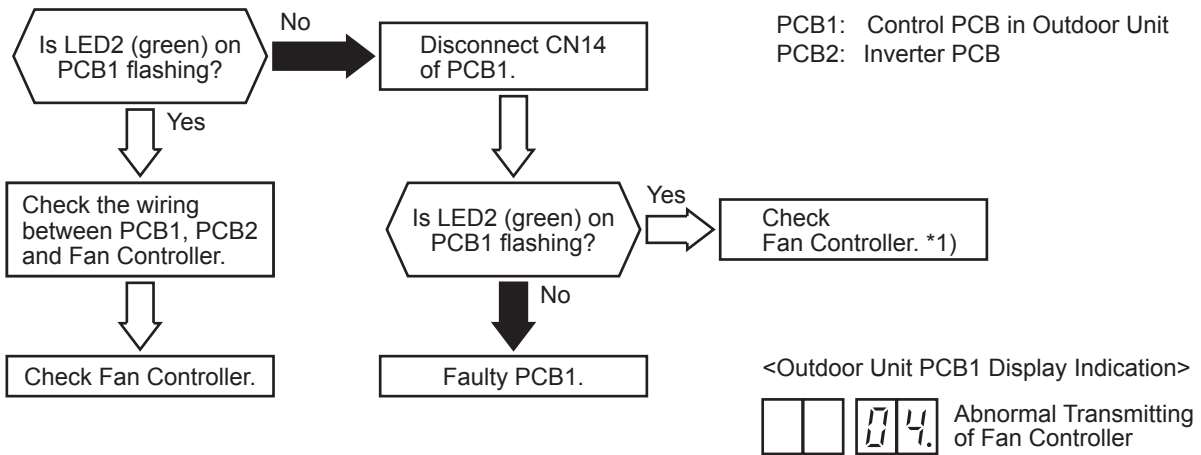 Is LED2 (green) on
PCB1 flashing?
No
Disconnect CN14
of PCB1.
PCB1: Control PCB in Outdoor Unit
PCB2: Inverter PCB
Yes
Check the wiring
between PCB1, PCB2
and Fan Controller.
Is LED2 (green) on
PCB1 flashing?
Yes
Check
Fan Controller. *1)
No
Check Fan Controller.
Faulty PCB1.
<Outdoor Unit PCB1 Display Indication>
04.
Abnormal Transmitting
of Fan Controller